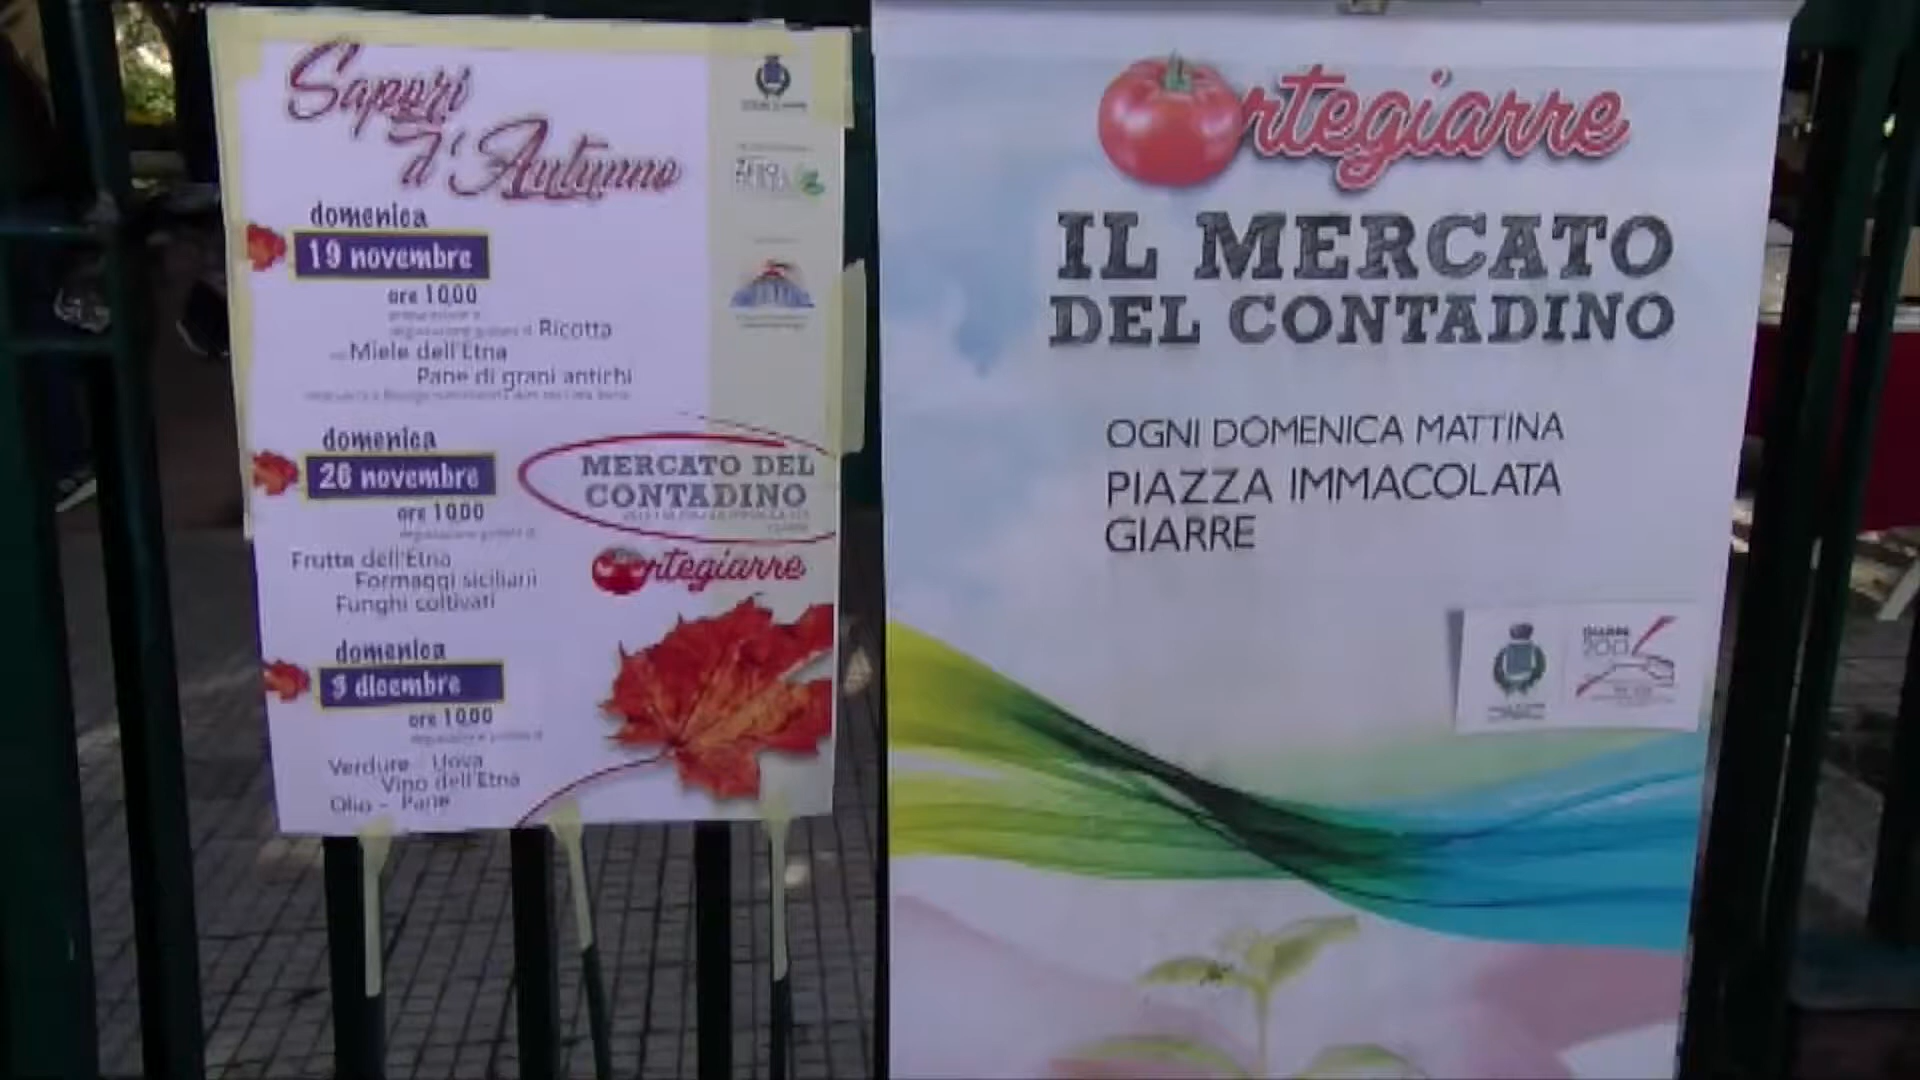 Sapori
d'Autunno
domenica
19 novembre
ore 10,00
Ricotta
Miele dell'Etna
Pane di grani antichi
domenica
26 novembre
ore 10,00
Frutta dell'Etna
Formaggi siciliani
Funghi coltivati
domenica
3 dicembre
ore 10,00
Verdure - Uova
Vino dell'Etna
Olio - Pane
MERCATO DEL
CONTADINO
Ortegiarre
Ortegiarre
IL MERCATO
DEL CONTADINO
OGNI DOMENICA MATTINA
PIAZZA IMMACOLATA
GIARRE